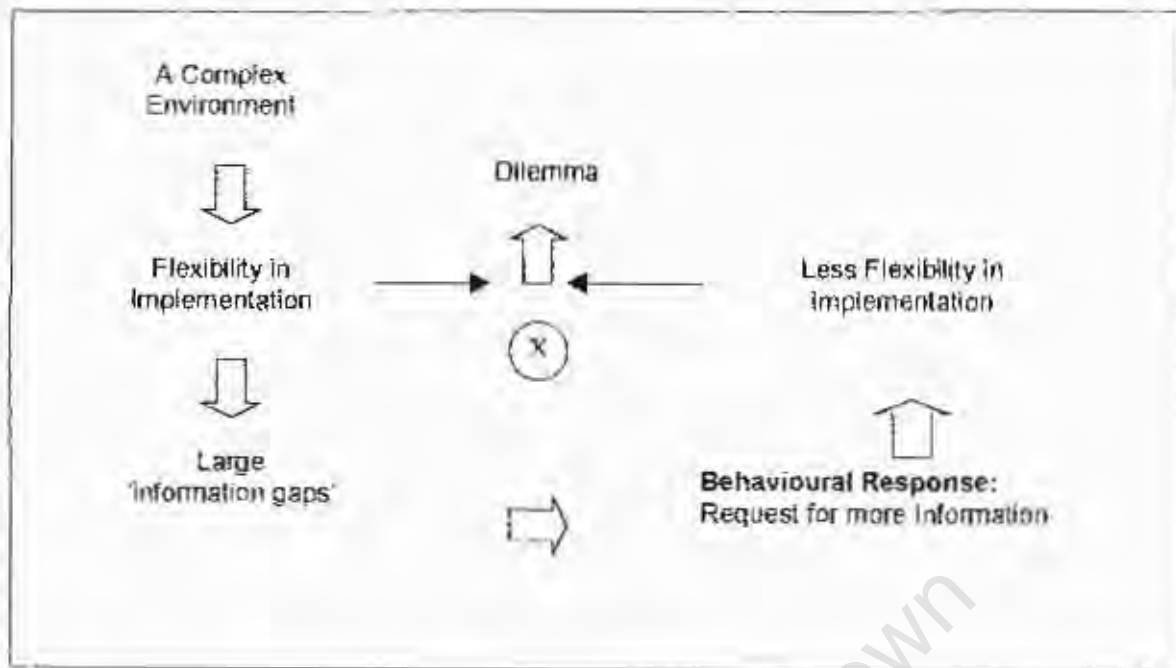 A Complex
Environment
Dilemma
Flexibility in
Implementation
Less Flexibility in
Implementation
X
Large
'information gaps'
Behavioural Response:
Request for more Information